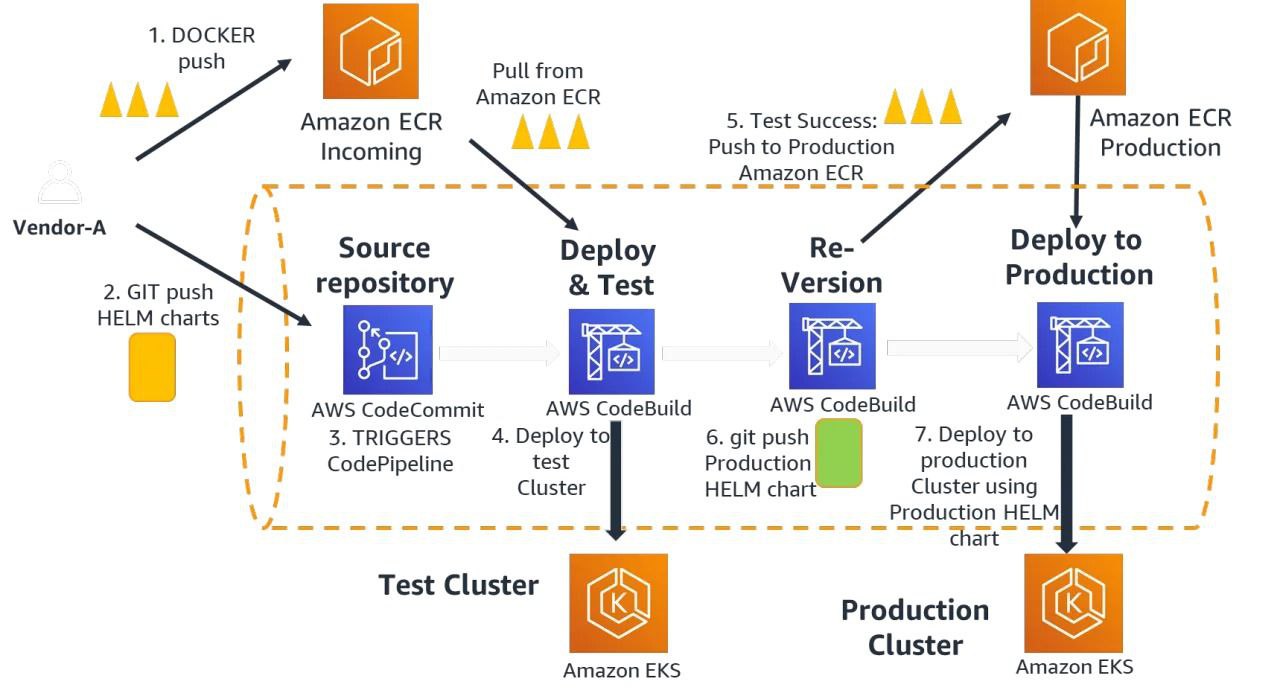 1. DOCKER
push
Amazon ECR
Incoming
Pull from
Amazon ECR
5. Test Success:
Push to Production
Amazon ECR
Amazon ECR
Production
Vendor-A
2. GIT push
HELM charts
Source
repository
AWS CodeCommit
3. TRIGGERS
CodePipeline
Deploy
& Test
AWS CodeBuild
4. Deploy to
test
Cluster
Re-
Version
AWS CodeBuild
6. git push
Production
HELM chart
Deploy to
Production
AWS CodeBuild
7. Deploy to
production
Cluster using
Production HELM
chart
Test Cluster
K
Amazon EKS
Production
Cluster
K
Amazon EKS